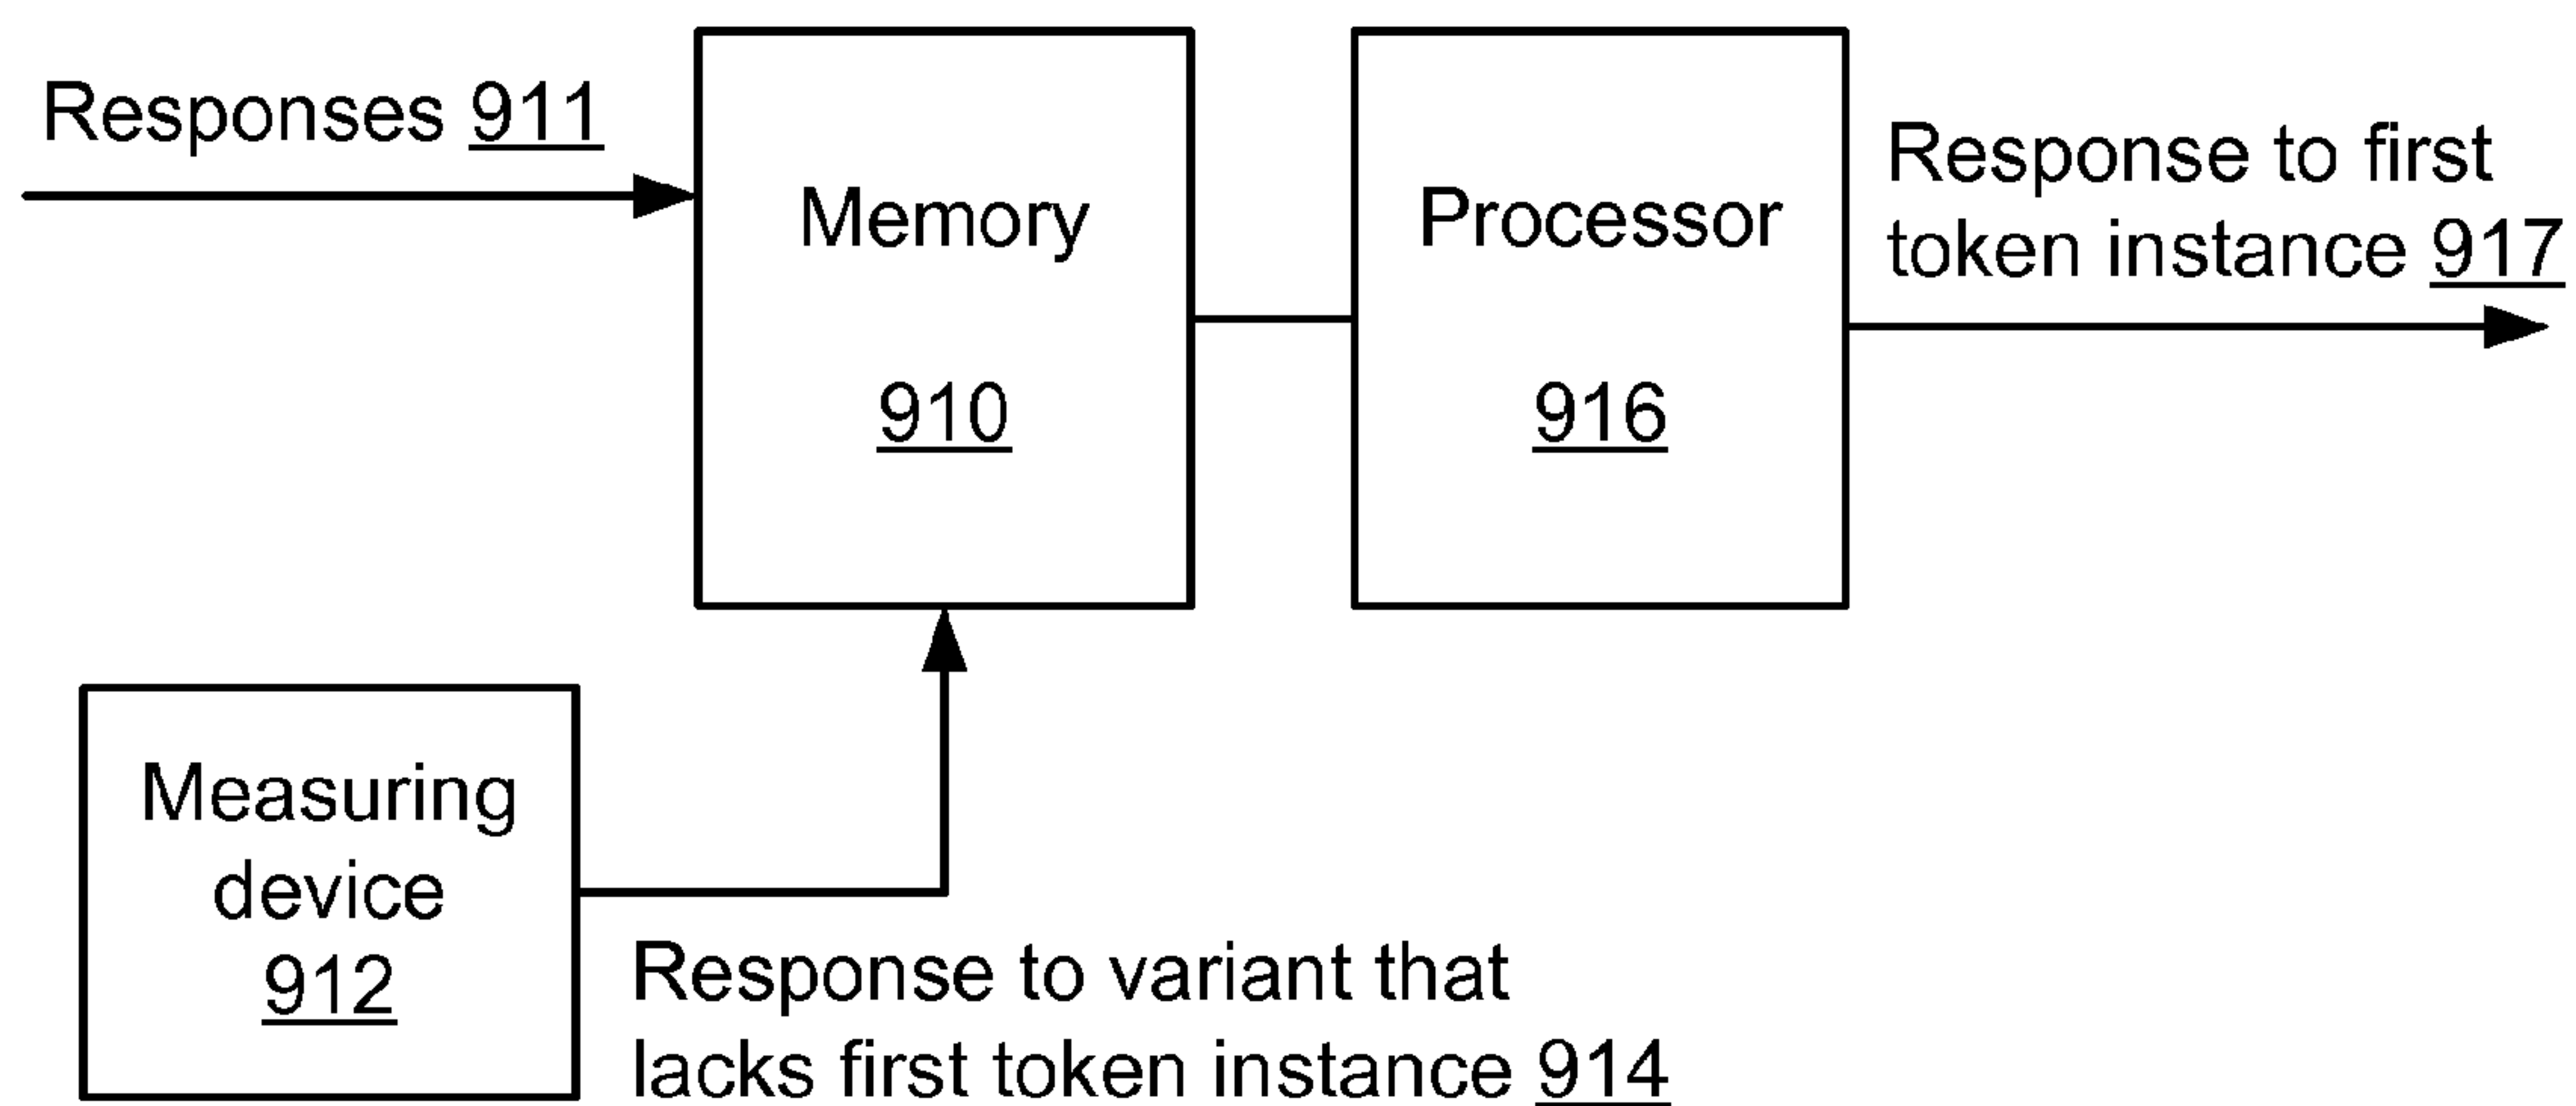 Responses 911
Memory
910
Processor
916
Response to first
token instance 917
Measuring
device
912
Response to variant that
lacks first token instance 914